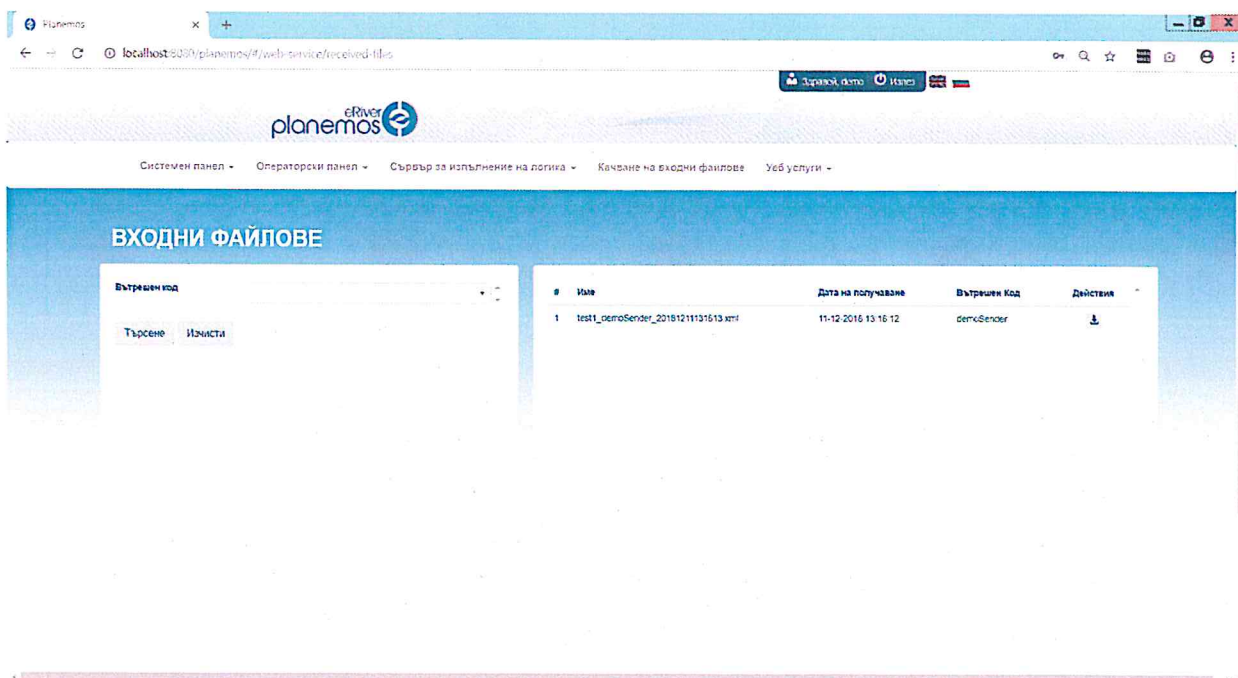 Planemos
localhost:8080/planemos/#/web-service/received-files
Здравей, demo Излез
eRiver
planemos
Системен панел Операторски панел Сървър за изпълнение на логика Качване на входни файлове Уеб услуги
ВХОДНИ ФАЙЛОВЕ
Вътрешен код
Търсене Изчисти
# Име Дата на получаване Вътрешен Код Действия
1 test1_demoSender_20181211131613.xml 11-12-2018 13:16:12 demoSender